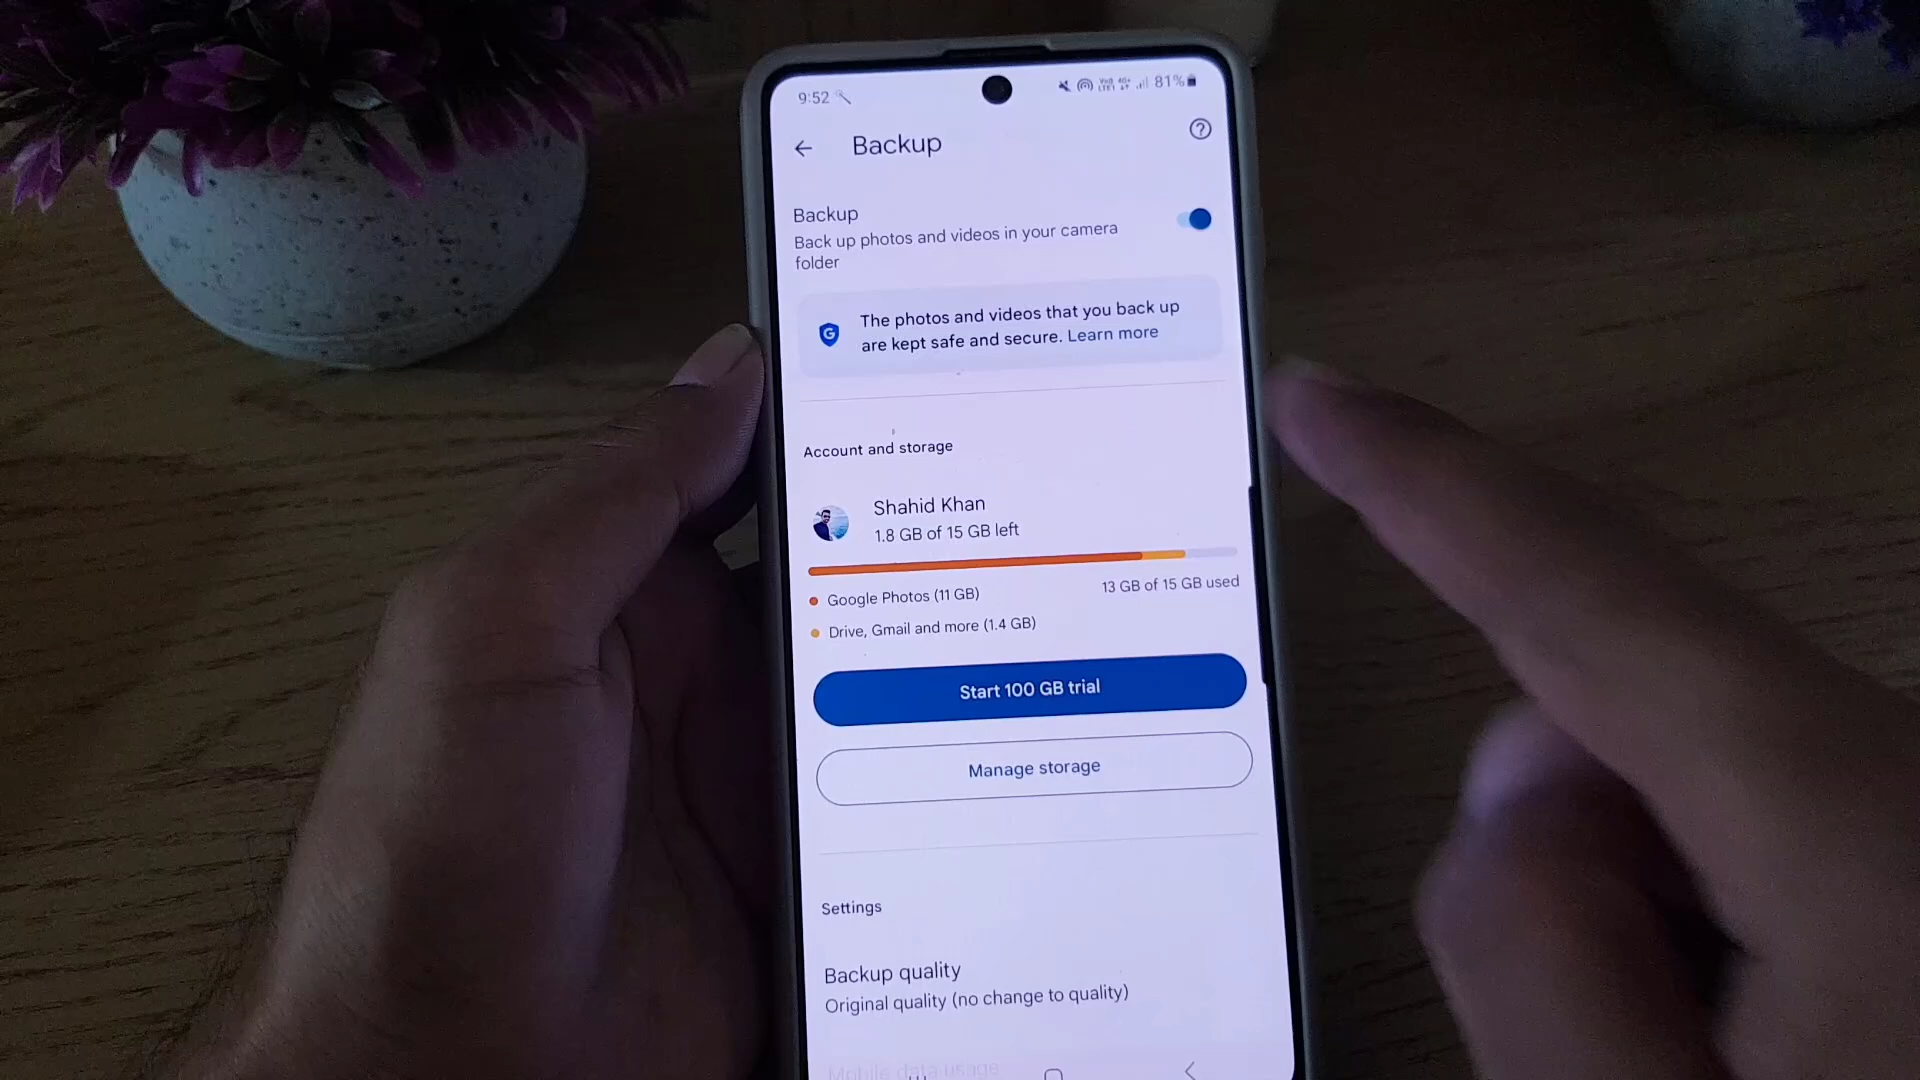 9:52
81%
Backup
Backup
Back up photos and videos in your camera
folder
The photos and videos that you back up
are kept safe and secure. Learn more
Account and storage
Shahid Khan
1.8 GB of 15 GB left
13 GB of 15 GB used
Google Photos (11 GB)
Drive, Gmail and more (1.4 GB)
Start 100 GB trial
Manage storage
Settings
Backup quality
Original quality (no change to quality)
Mobile data usage